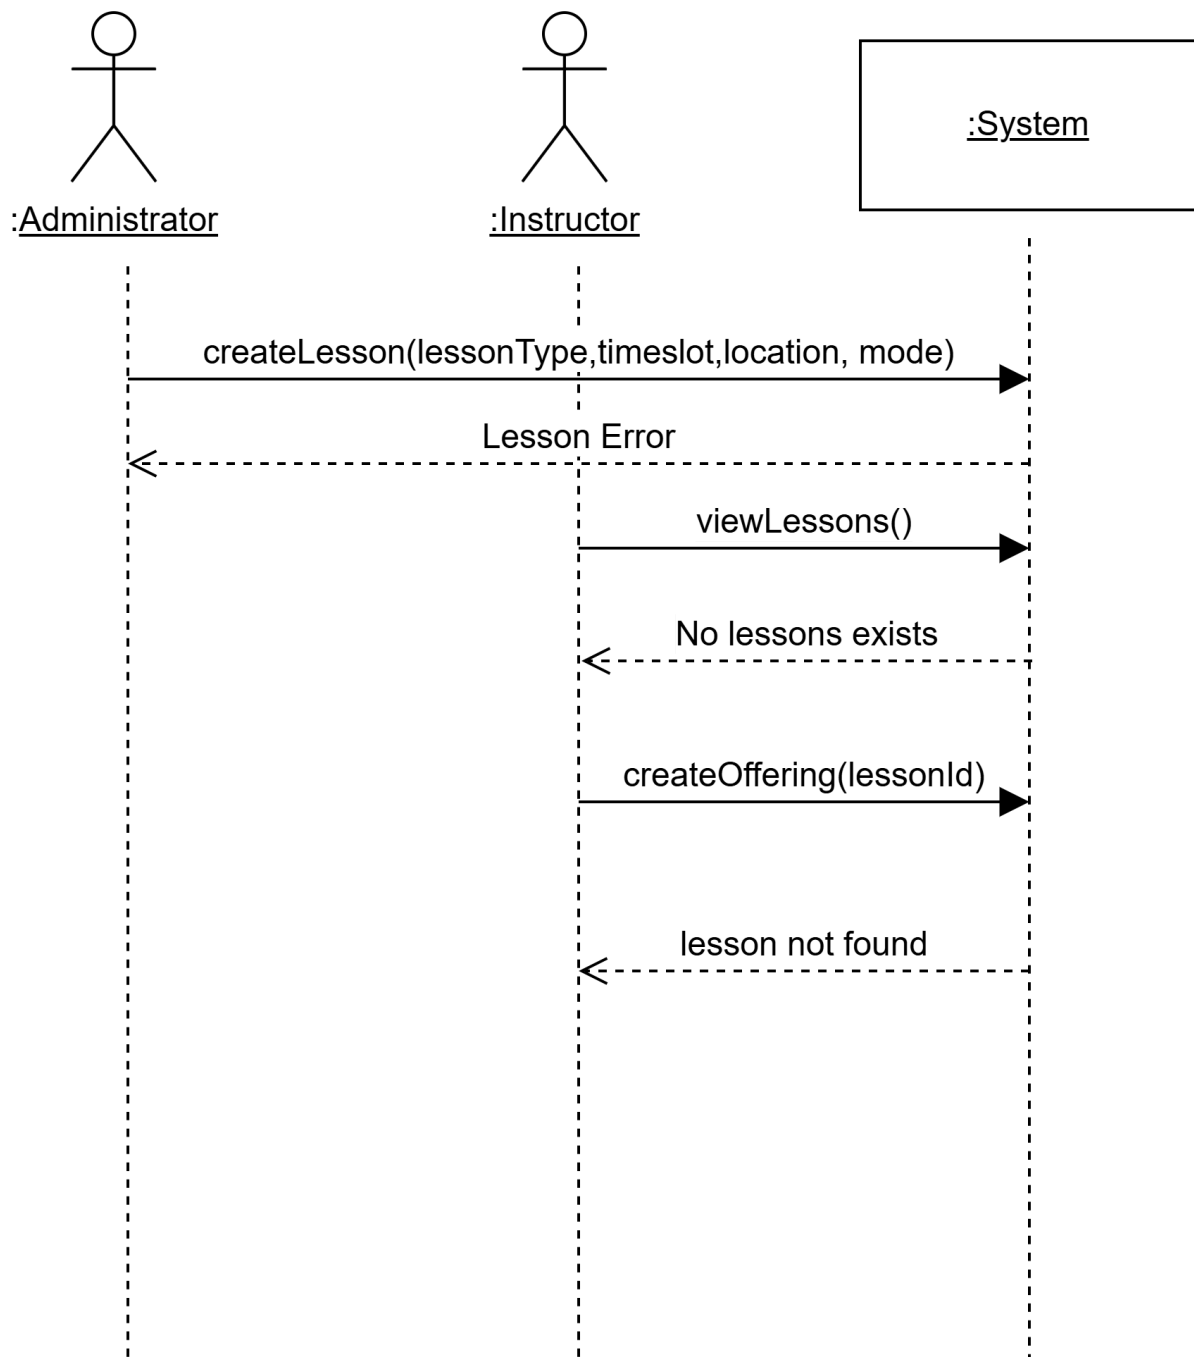 :System
:Administrator
:Instructor
createLesson(lessonType,timeslot,location, mode)
Lesson Error
viewLessons()
No lessons exists
createOffering(lessonId)
lesson not found